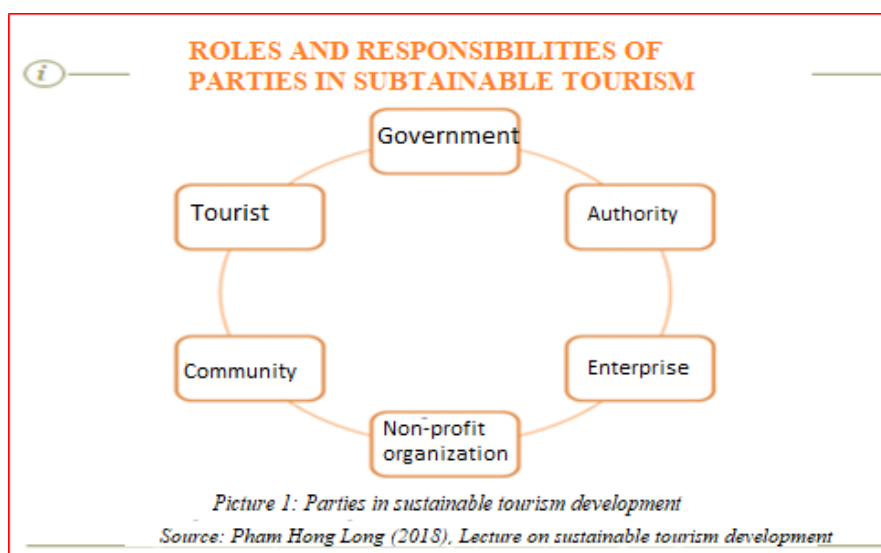 i
ROLES AND RESPONSIBILITIES OF
PARTIES IN SUBTAINABLE TOURISM
Government
Tourist
Authority
Community
Enterprise
Non-profit
organization
Picture 1: Parties in sustainable tourism development
Source: Pham Hong Long (2018), Lecture on sustainable tourism development